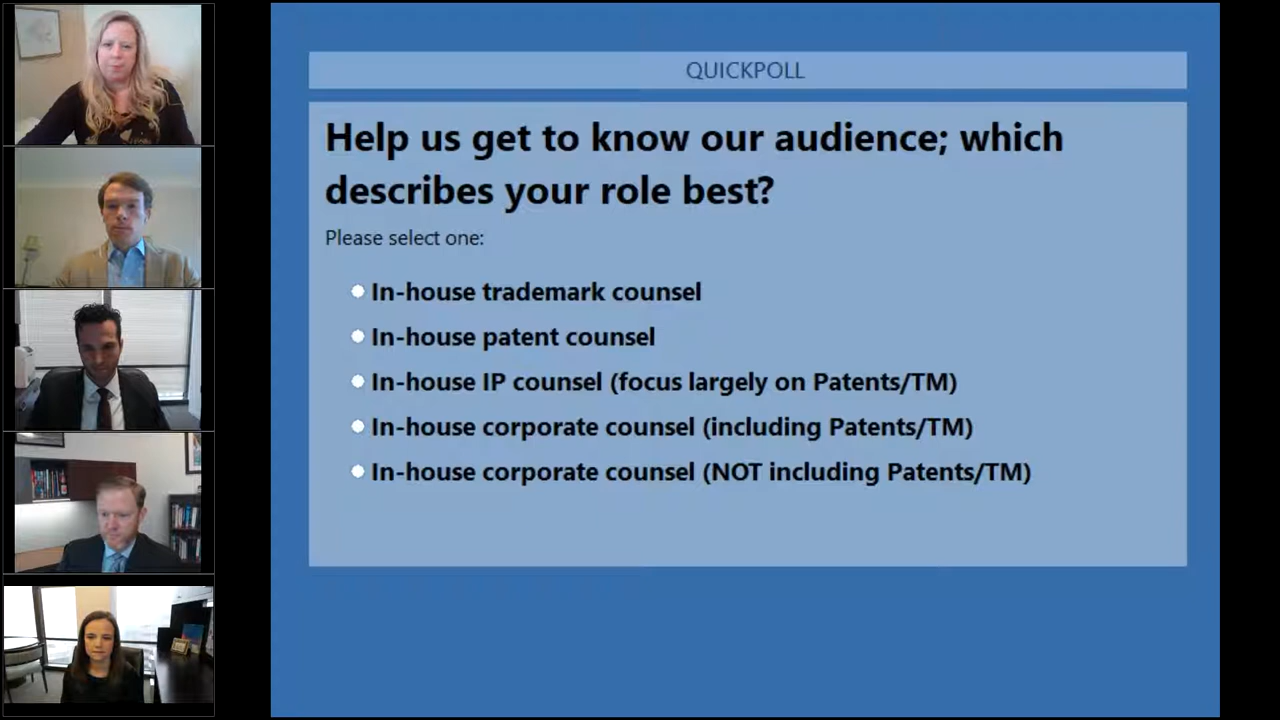 QUICKPOLL
Help us get to know our audience; which
describes your role best?
Please select one:
In-house trademark counsel
In-house patent counsel
In-house IP counsel (focus largely on Patents/TM)
In-house corporate counsel (including Patents/TM)
In-house corporate counsel (NOT including Patents/TM)